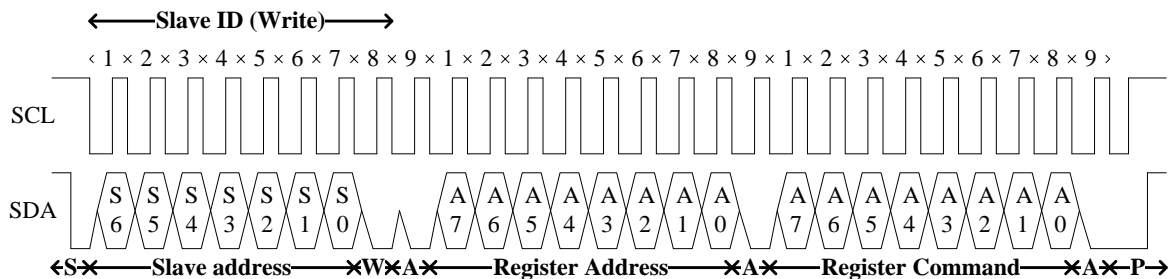 Slave ID (Write)
1 × 2 × 3 × 4 × 5 × 6 × 7 × 8 × 9 × 1 × 2 × 3 × 4 × 5 × 6 × 7 × 8 × 9 × 1 × 2 × 3 × 4 × 5 × 6 × 7 × 8 × 9
SCL
SDA
S6 S5 S4 S3 S2 S1 S0 A7 A6 A5 A4 A3 A2 A1 A0 A7 A6 A5 A4 A3 A2 A1 A0
S Slave address W A Register Address A Register Command A P